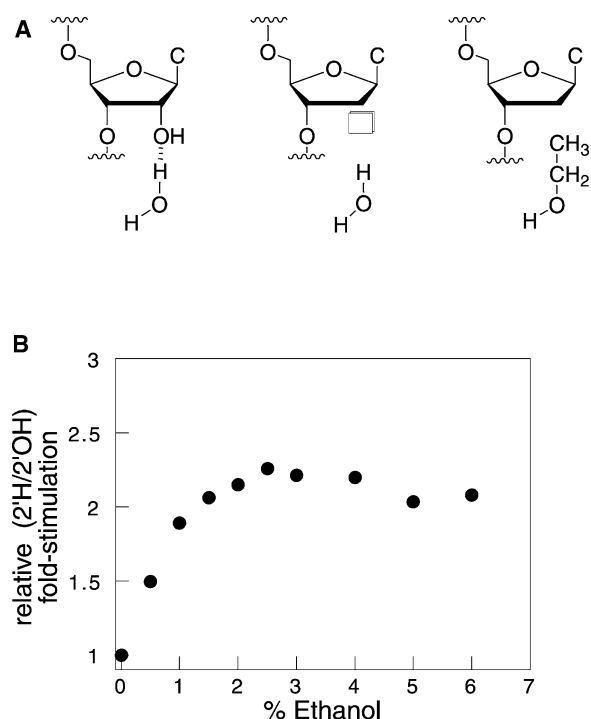 A
O O C
O OH
H
H O
O O C
O
H
H O
O O C
O CH3
CH2
H O
B
relative (2'H/2'OH)
fold-stimulation
3
2.5
2
1.5
1
0 1 2 3 4 5 6 7
% Ethanol